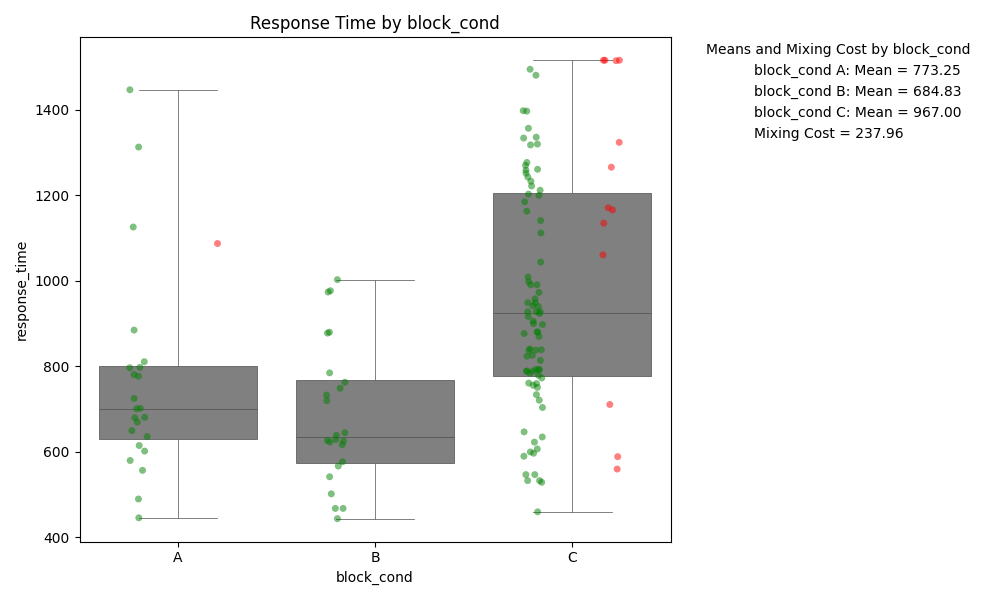 Response Time by block_cond
Means and Mixing Cost by block_cond
block_cond A: Mean = 773.25
block_cond B: Mean = 684.83
block_cond C: Mean = 967.00
Mixing Cost = 237.96
response_time
1400
1200
1000
800
600
400
A
B
C
block_cond